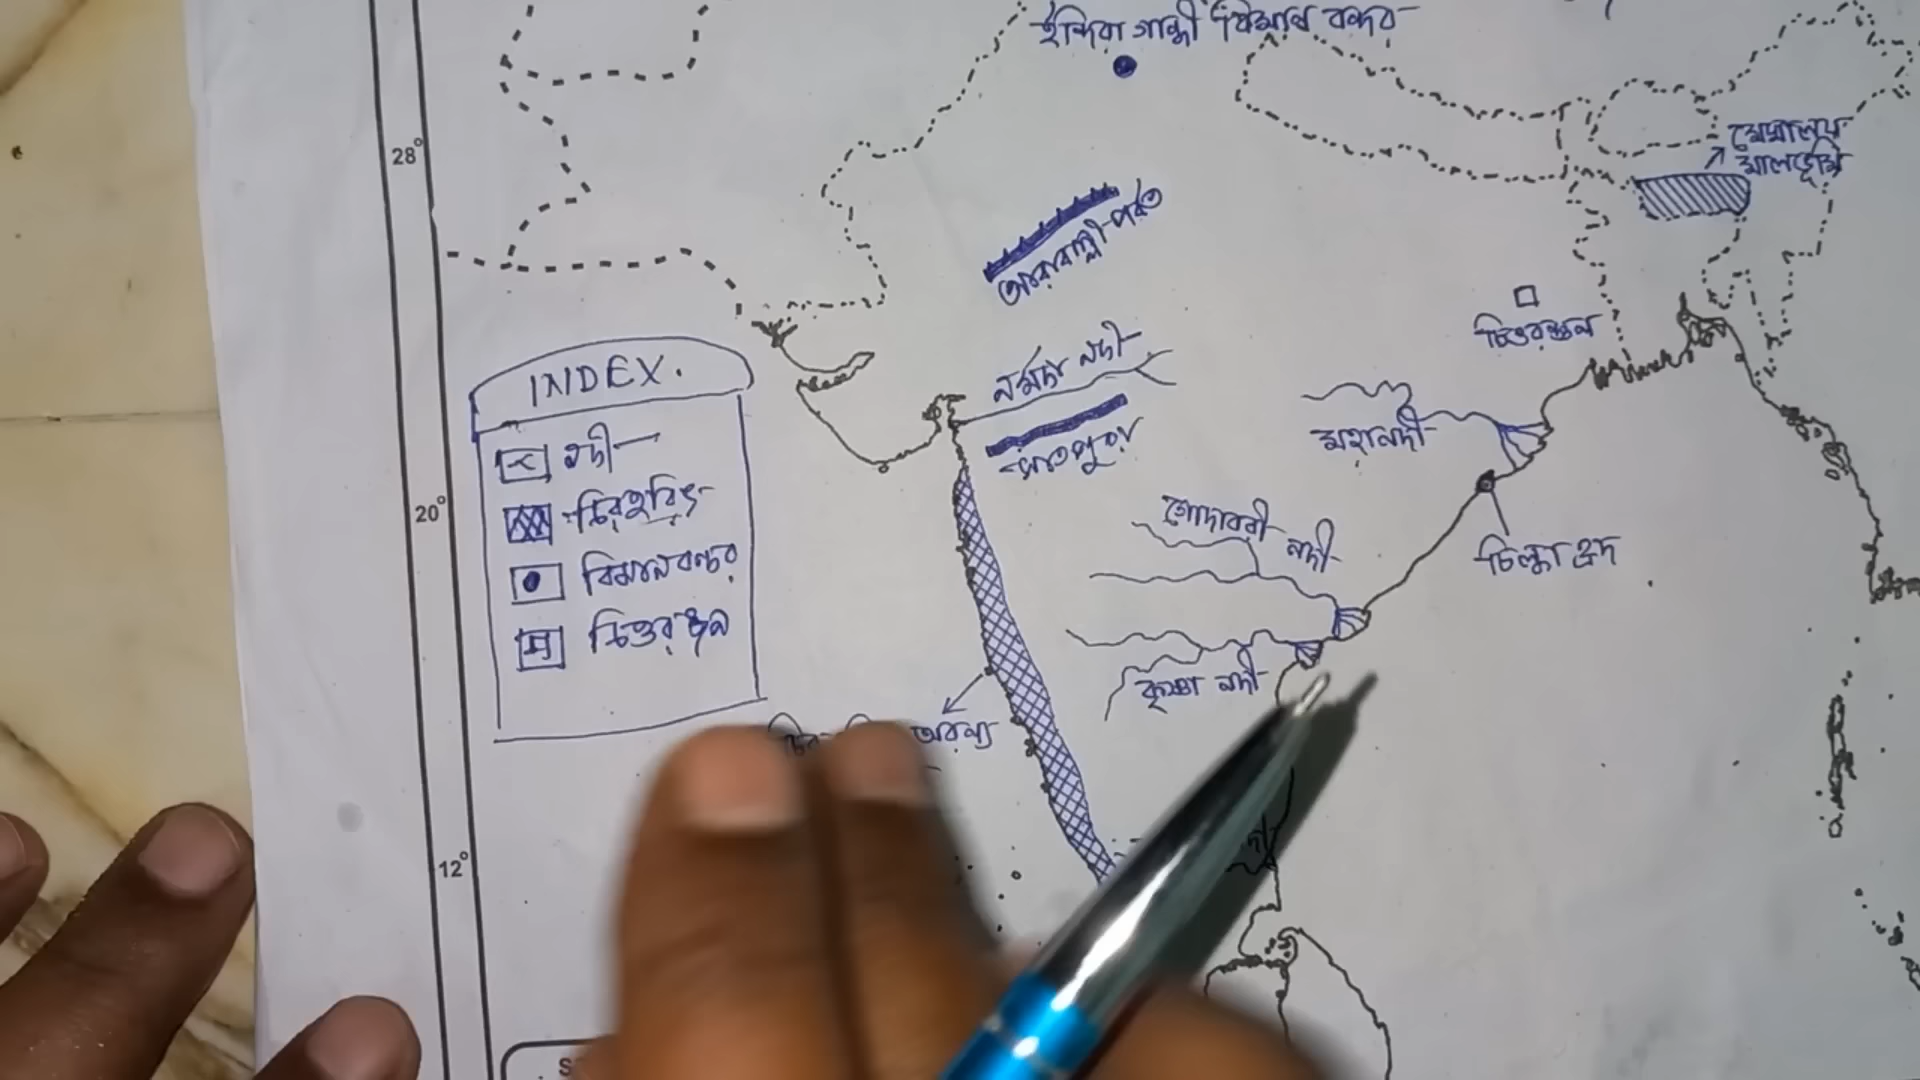 ইন্দিরা গান্ধী বিমান বন্দর
28°
মেঘালয়
মালভূমি
আরাবল্লী পর্বত
চিত্তরঞ্জন
নর্মদা নদী
সাতপুরা
মহানদী
INDEX.
নদী
চিরহরিৎ
বিমানবন্দর
চিত্তরঞ্জন
20°
গোদাবরী নদী
চিল্কা হ্রদ
কৃষ্ণা নদী
অরণ্য
12°